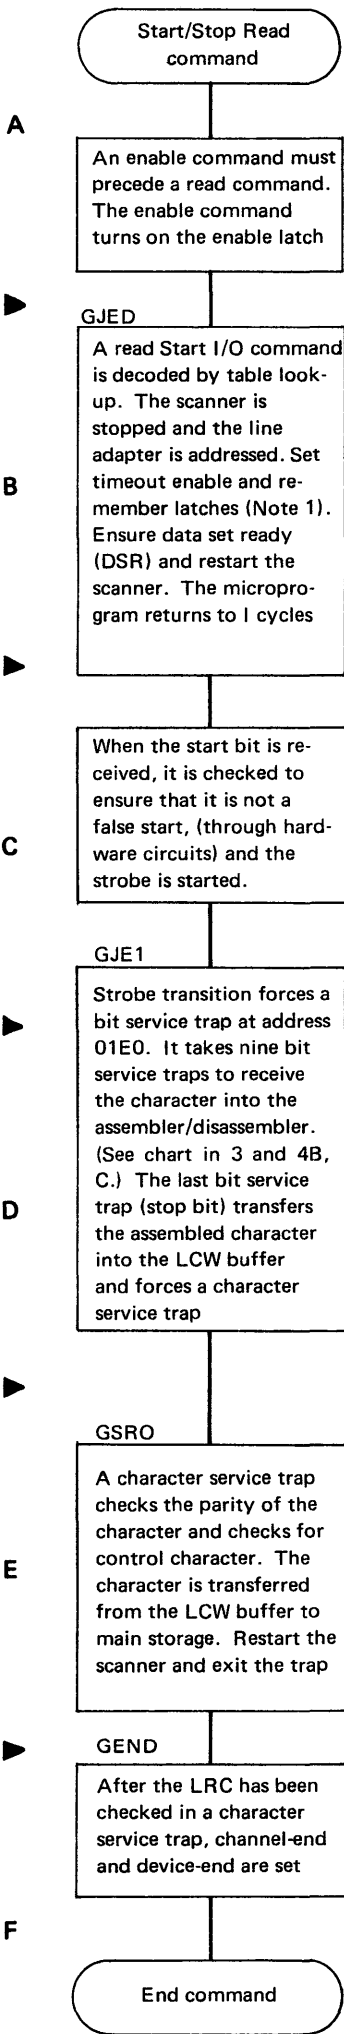 Start/Stop Read
command
A
An enable command must
precede a read command.
The enable command
turns on the enable latch
GJED
A read Start I/O command
is decoded by table look-
up. The scanner is
stopped and the line
adapter is addressed. Set
timeout enable and re-
member latches (Note 1).
Ensure data set ready
(DSR) and restart the
scanner. The micropro-
gram returns to I cycles
B
When the start bit is re-
ceived, it is checked to
ensure that it is not a
false start, (through hard-
ware circuits) and the
strobe is started.
C
GJE1
Strobe transition forces a
bit service trap at address
01E0. It takes nine bit
service traps to receive
the character into the
assembler/disassembler.
(See chart in 3 and 4B,
C.) The last bit service
trap (stop bit) transfers
the assembled character
into the LCW buffer
and forces a character
service trap
D
GSRO
A character service trap
checks the parity of the
character and checks for
control character. The
character is transferred
from the LCW buffer to
main storage. Restart the
scanner and exit the trap
E
GEND
After the LRC has been
checked in a character
service trap, channel-end
and device-end are set
F
End command